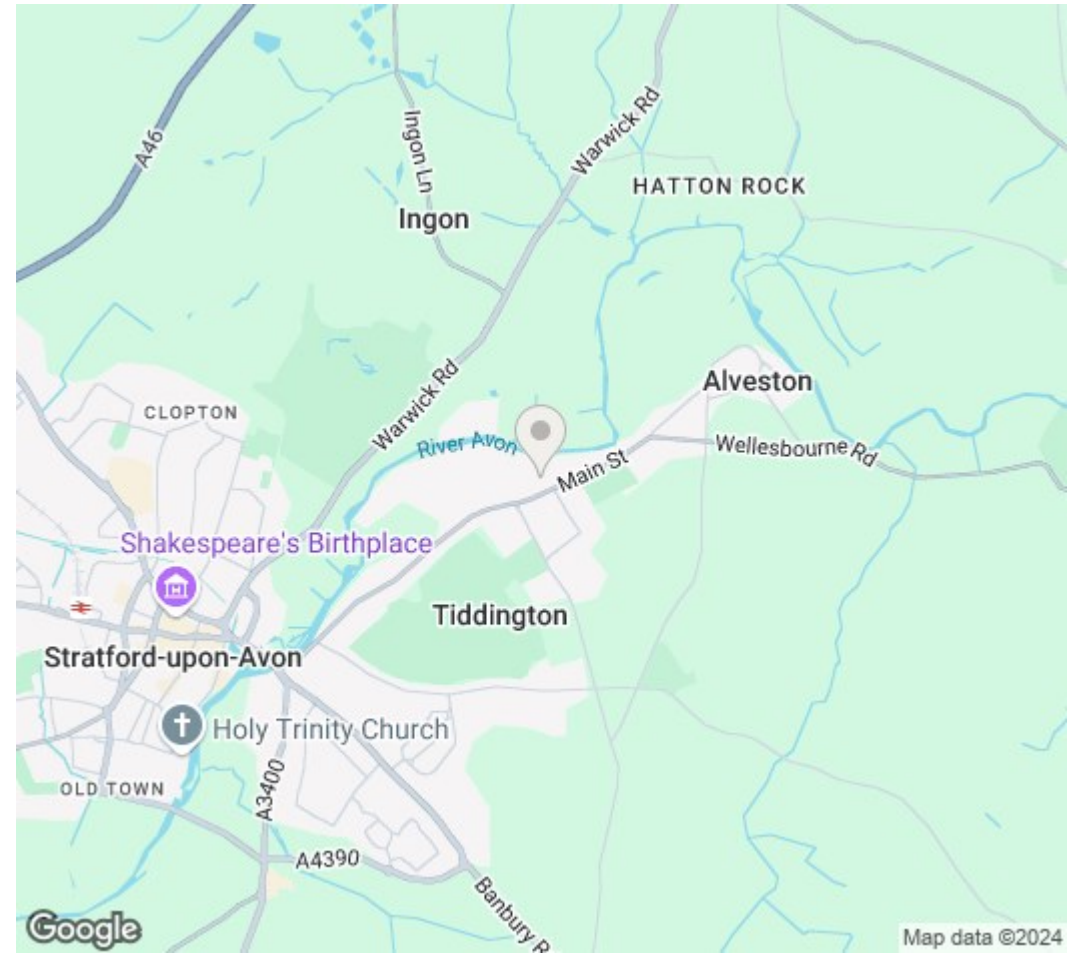 A46
Ingon Ln
Warwick Rd
HATTON ROCK
Ingon
Alveston
CLOPTON
Warwick Rd
River Avon
Main St
Wellesbourne Rd
Shakespeare's Birthplace
Tiddington
Stratford-upon-Avon
Holy Trinity Church
OLD TOWN
A3400
A4390
Banbury R
Google
Map data ©2024